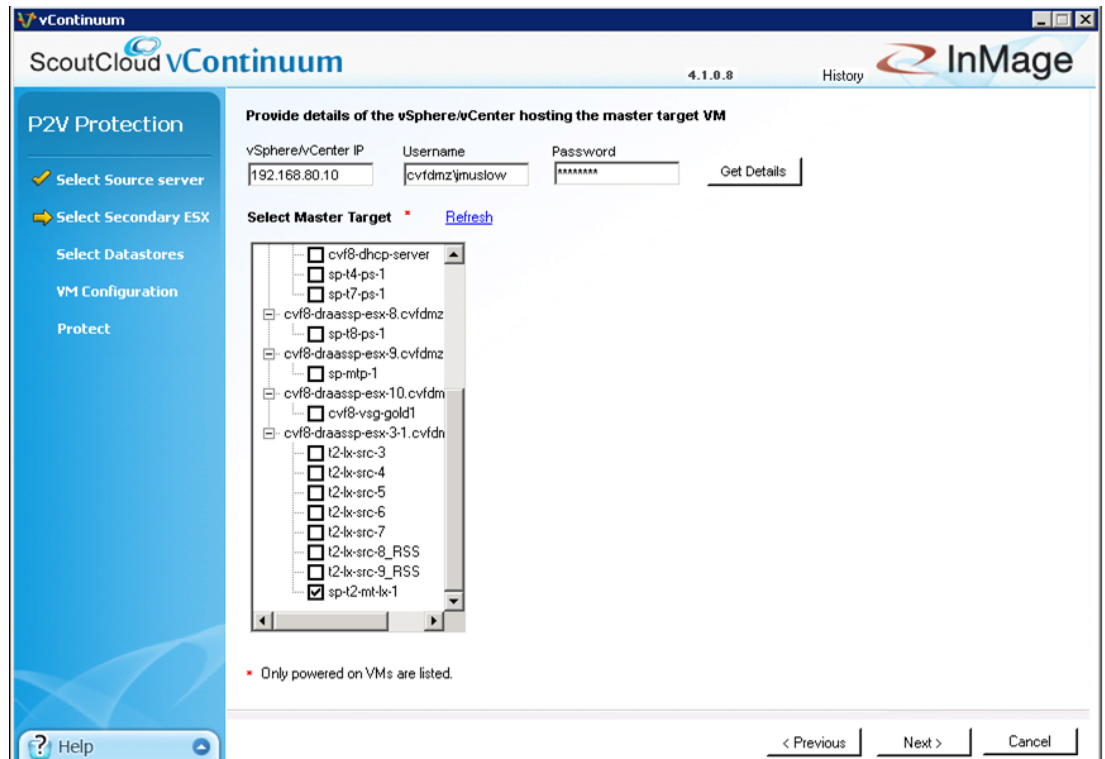 vContinuum
ScoutCloud vContinuum
4.1.0.8
History
InMage
P2V Protection
Select Source server
Select Secondary ESX
Select Datastores
VM Configuration
Protect
Provide details of the vSphere/vCenter hosting the master target VM
vSphere/vCenter IP Username Password
192.168.80.10 cvfdmz\jmuslow ******** Get Details
Select Master Target * Refresh
cvf8-dhcp-server
sp-t4-ps-1
sp-t7-ps-1
cvf8-draassp-esx-8.cvfdmz
sp-t8-ps-1
cvf8-draassp-esx-9.cvfdmz
sp-mtp-1
cvf8-draassp-esx-10.cvfdm
cvf8-vsg-gold1
cvf8-draassp-esx-3-1.cvfdn
t2-lx-src-3
t2-lx-src-4
t2-lx-src-5
t2-lx-src-6
t2-lx-src-7
t2-lx-src-8_RSS
t2-lx-src-9_RSS
sp-t2-mt-lx-1
* Only powered on VMs are listed.
? Help
< Previous Next > Cancel